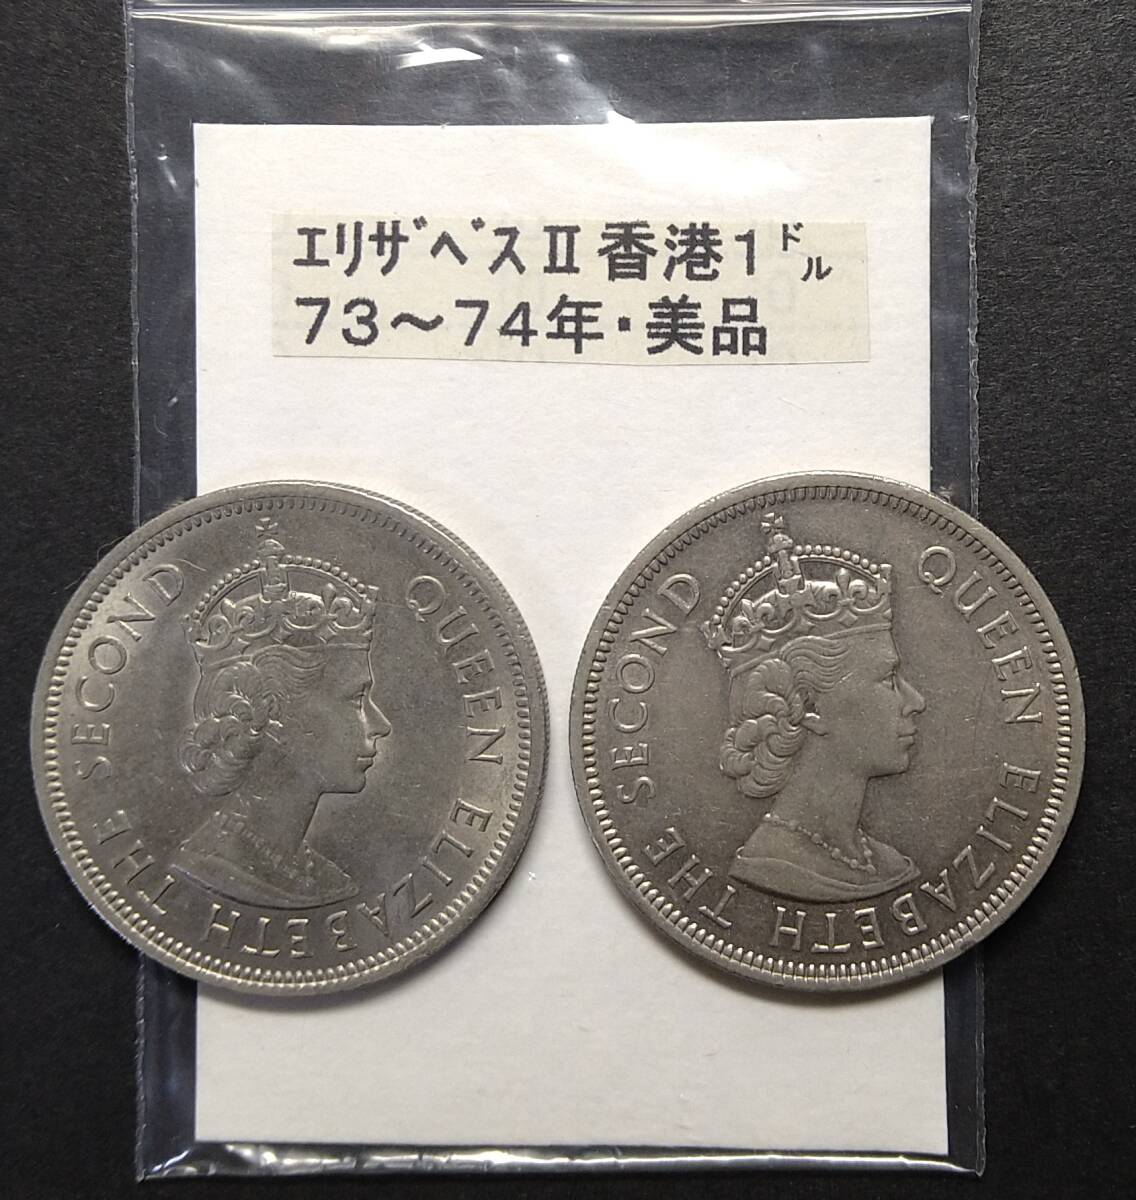 ｴﾘｻﾞﾍﾞｽⅡ香港1㌦
73～74年・美品
QUEEN ELIZABETH THE SECOND
QUEEN ELIZABETH THE SECOND